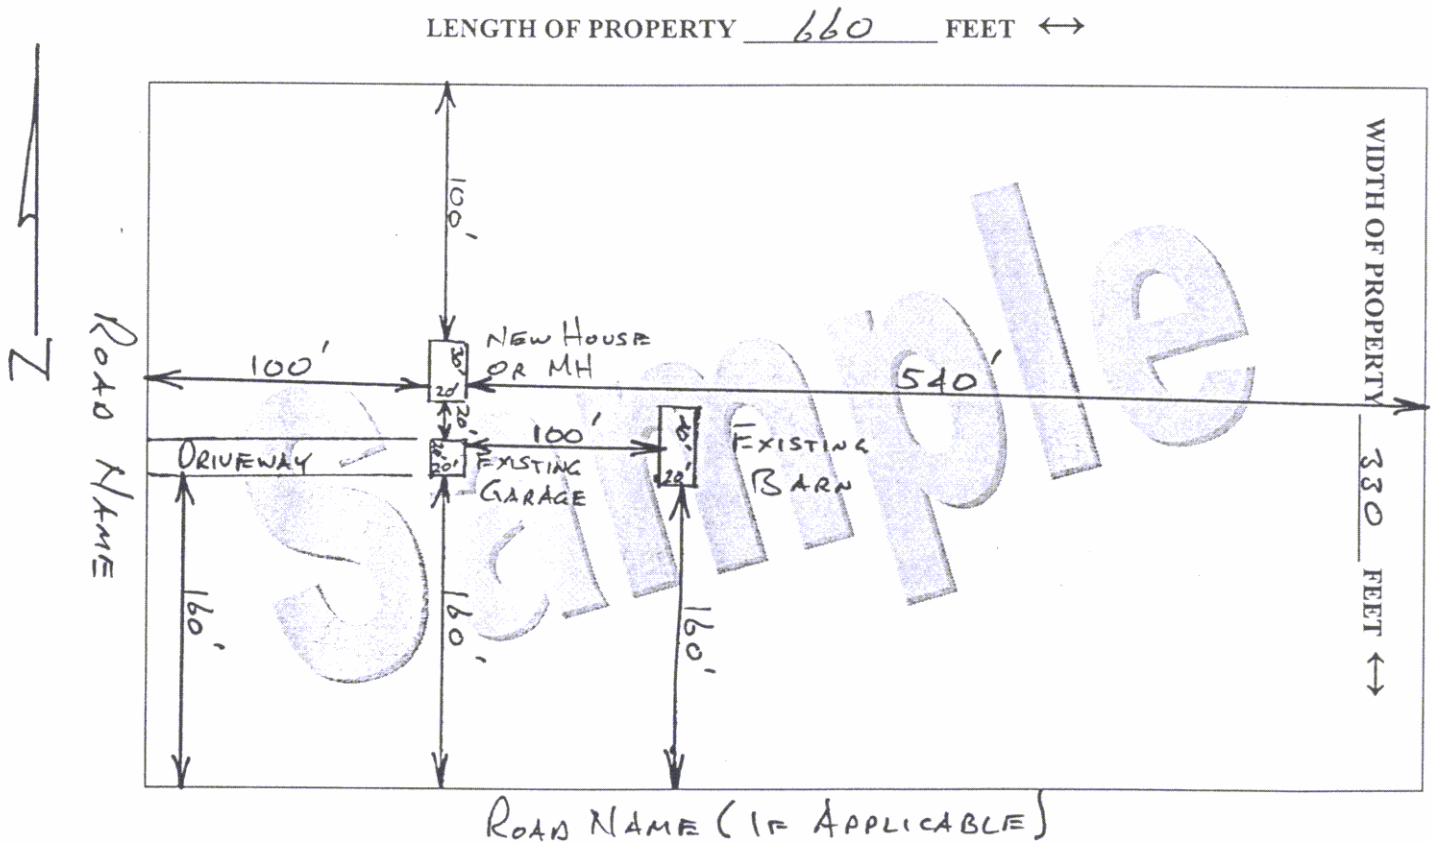 LENGTH OF PROPERTY 660 FEET ↔
WIDTH OF PROPERTY 330 FEET ↔
N
ROAD NAME
100'
100'
30'
20'
NEW HOUSE
OR MH
540'
20'
DRIVEWAY
20'
20'
100'
EXISTING
GARAGE
40'
20'
EXISTING
BARN
160'
160'
160'
Sample
ROAD NAME (IF APPLICABLE)